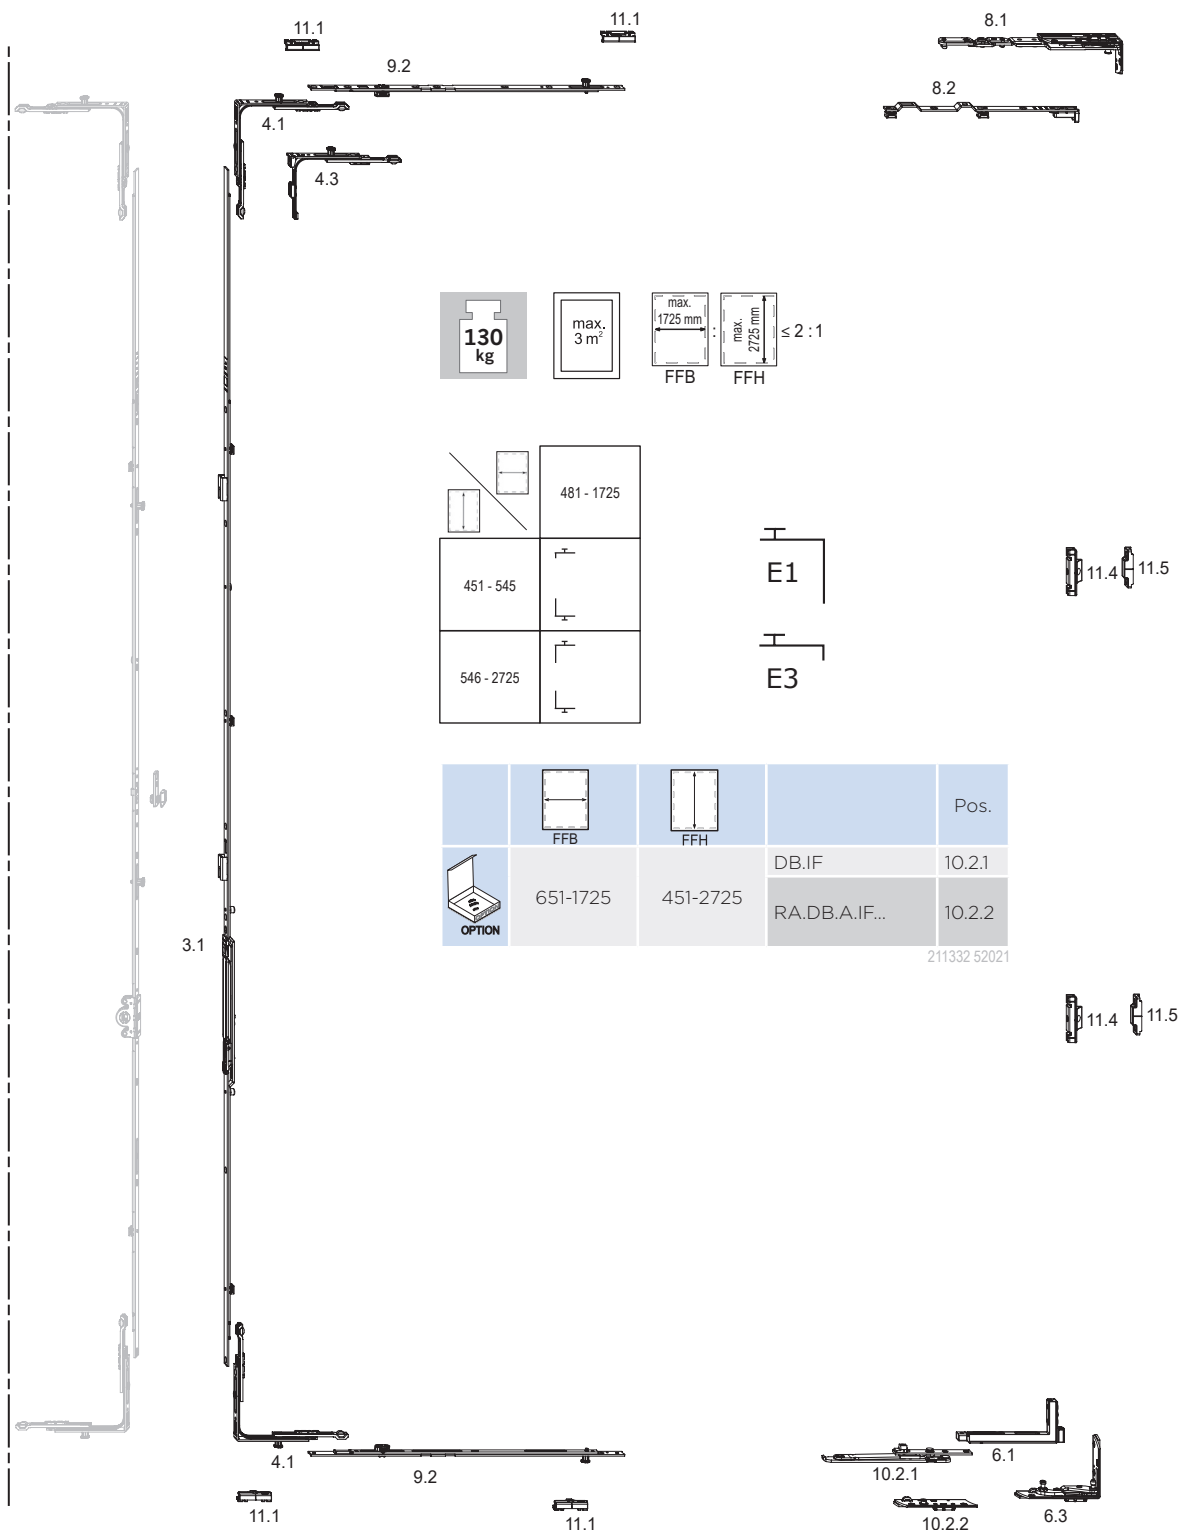 11.1
11.1
8.1
9.2
8.2
4.1
4.3
130
kg
max.
3 m²
max.
1725 mm
:
max.
2725 mm
≤ 2 : 1
FFB
FFH
481 - 1725
451 - 545
546 - 2725
E1
E3
11.4
11.5
FFB
FFH
Pos.
OPTION
651-1725
451-2725
DB.IF
10.2.1
RA.DB.A.IF...
10.2.2
211332 52021
3.1
11.4
11.5
4.1
9.2
10.2.1
6.1
11.1
11.1
10.2.2
6.3